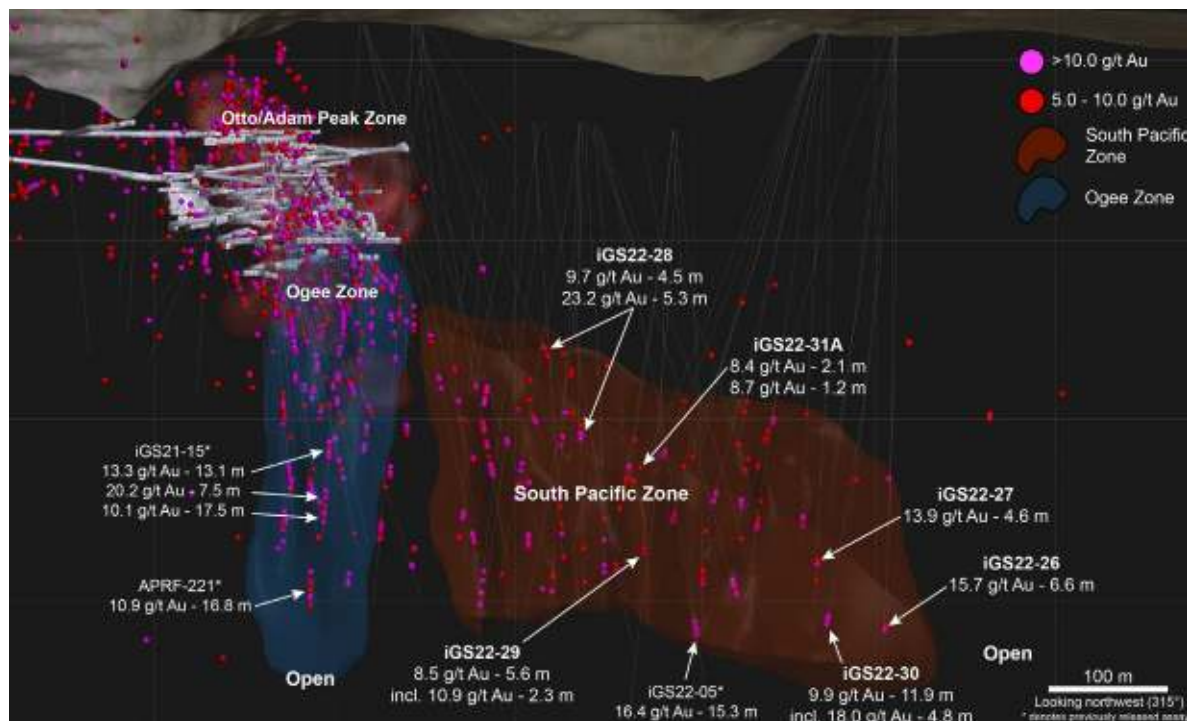 >10.0 g/t Au
5.0 - 10.0 g/t Au
South Pacific
Zone
Ogee Zone
Otto/Adam Peak Zone
Ogee Zone
iGS22-28
9.7 g/t Au - 4.5 m
23.2 g/t Au - 5.3 m
iGS22-31A
8.4 g/t Au - 2.1 m
8.7 g/t Au - 1.2 m
iGS21-15*
13.3 g/t Au - 13.1 m
20.2 g/t Au - 7.5 m
10.1 g/t Au - 17.5 m
South Pacific Zone
iGS22-27
13.9 g/t Au - 4.6 m
iGS22-26
15.7 g/t Au - 6.6 m
APRF-221*
10.9 g/t Au - 16.8 m
Open
iGS22-29
8.5 g/t Au - 5.6 m
incl. 10.9 g/t Au - 2.3 m
iGS22-05*
16.4 g/t Au - 15.3 m
iGS22-30
9.9 g/t Au - 11.9 m
incl. 18.0 g/t Au - 4.8 m
Open
100 m
Looking northwest (315°)
* denotes previously released